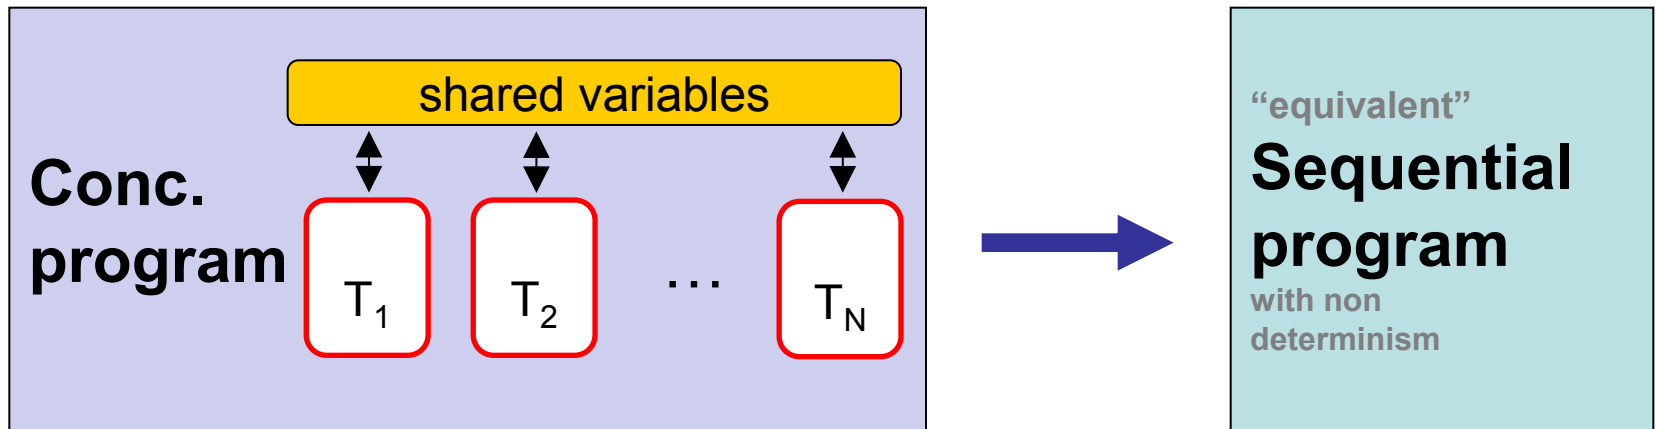 shared variables
Conc.
program
T1
T2
…
TN
“equivalent”
Sequential
program
with non
determinism